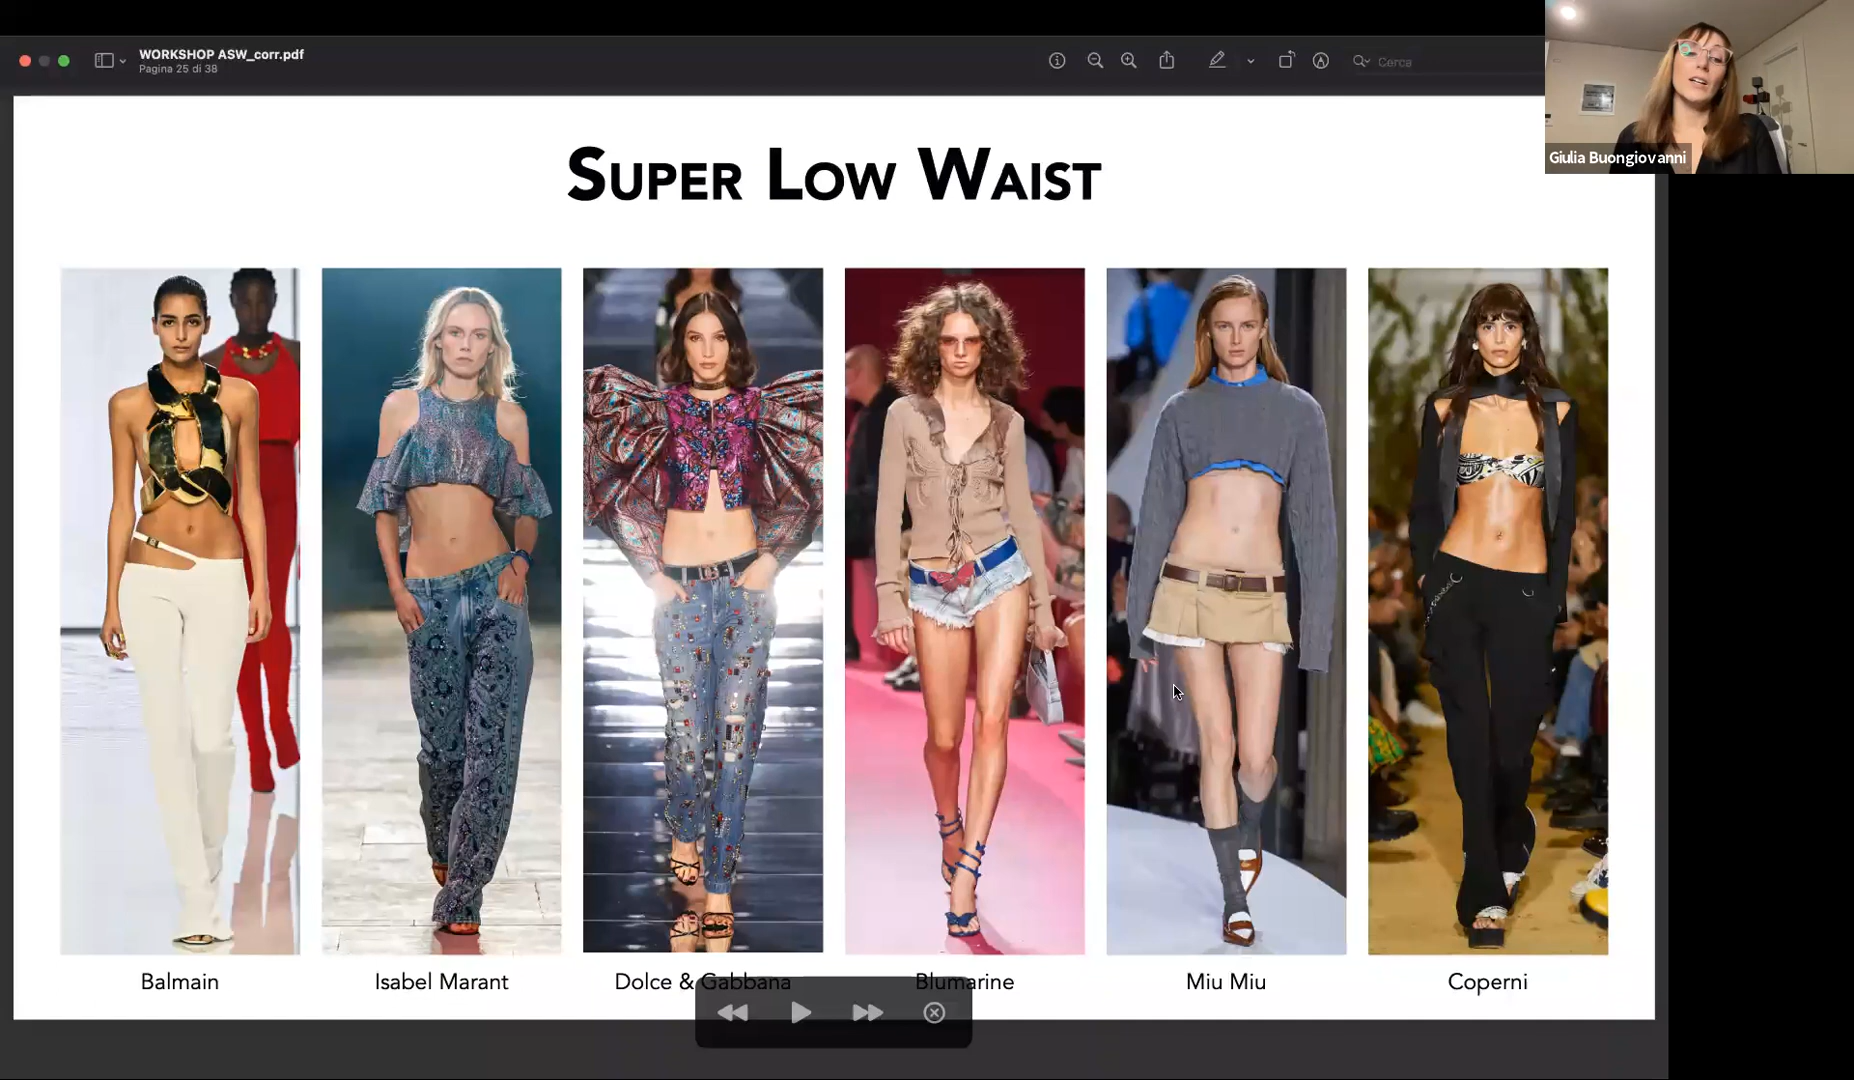 WORKSHOP ASW_corr.pdf
Pagina 25 di 38
Cerca
Giulia Buongiovanni
SUPER LOW WAIST
Balmain
Isabel Marant
Dolce & Gabbana
Blumarine
Miu Miu
Coperni